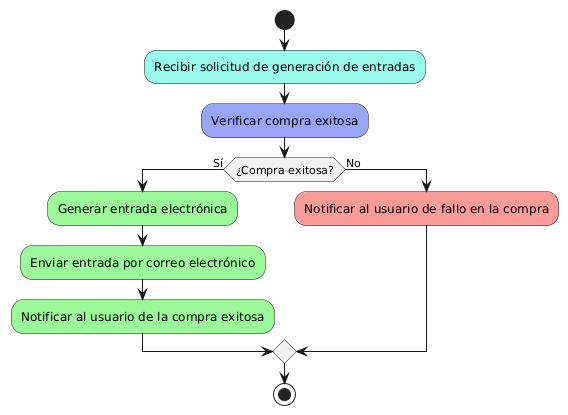 Recibir solicitud de generación de entradas
Verificar compra exitosa
Sí
¿Compra exitosa?
No
Generar entrada electrónica
Notificar al usuario de fallo en la compra
Enviar entrada por correo electrónico
Notificar al usuario de la compra exitosa